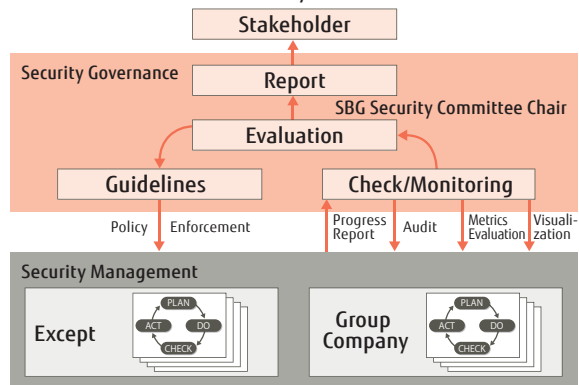 Stakeholder
Security Governance
Report
SBG Security Committee Chair
Evaluation
Guidelines
Check/Monitoring
Policy
Enforcement
Progress
Report
Audit
Metrics
Evaluation
Visuali-
zation
Security Management
Except
PLAN
ACT
DO
CHECK
Group
Company
PLAN
ACT
DO
CHECK